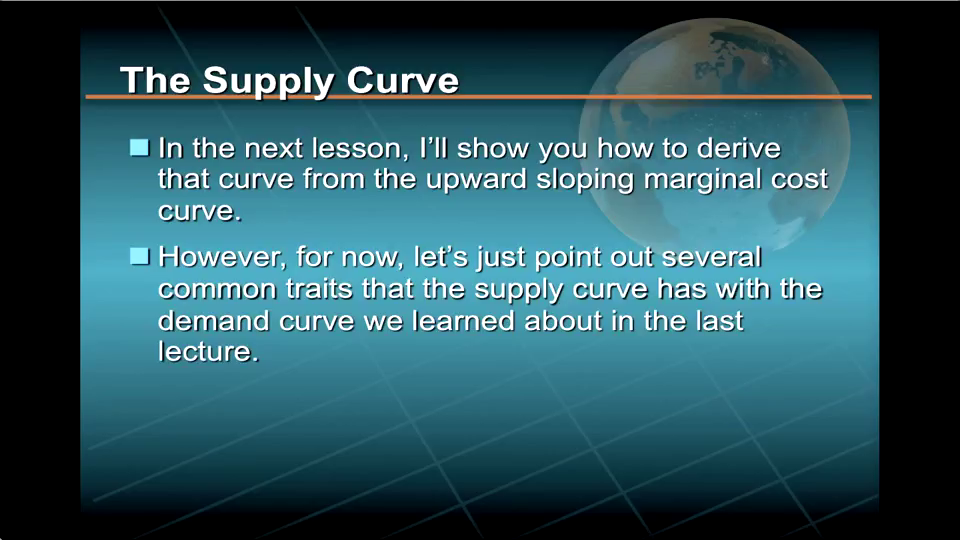 The Supply Curve
In the next lesson, I'll show you how to derive
that curve from the upward sloping marginal cost
curve.
However, for now, let's just point out several
common traits that the supply curve has with the
demand curve we learned about in the last
lecture.